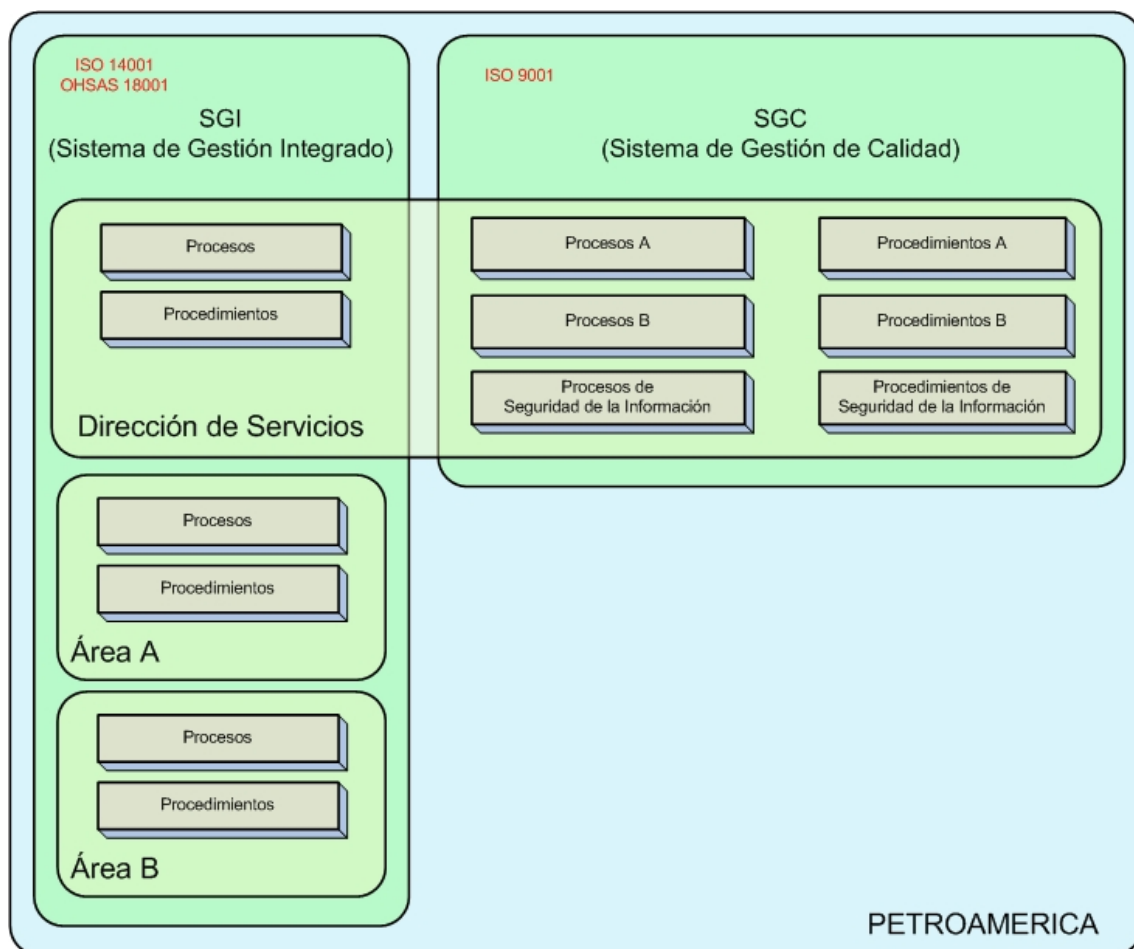 ISO 14001
OHSAS 18001
SGI
(Sistema de Gestión Integrado)
ISO 9001
SGC
(Sistema de Gestión de Calidad)
Procesos
Procedimientos
Procesos A
Procedimientos A
Procesos B
Procedimientos B
Procesos de
Seguridad de la Información
Procedimientos de
Seguridad de la Información
Dirección de Servicios
Procesos
Procedimientos
Área A
Procesos
Procedimientos
Área B
PETROAMERICA